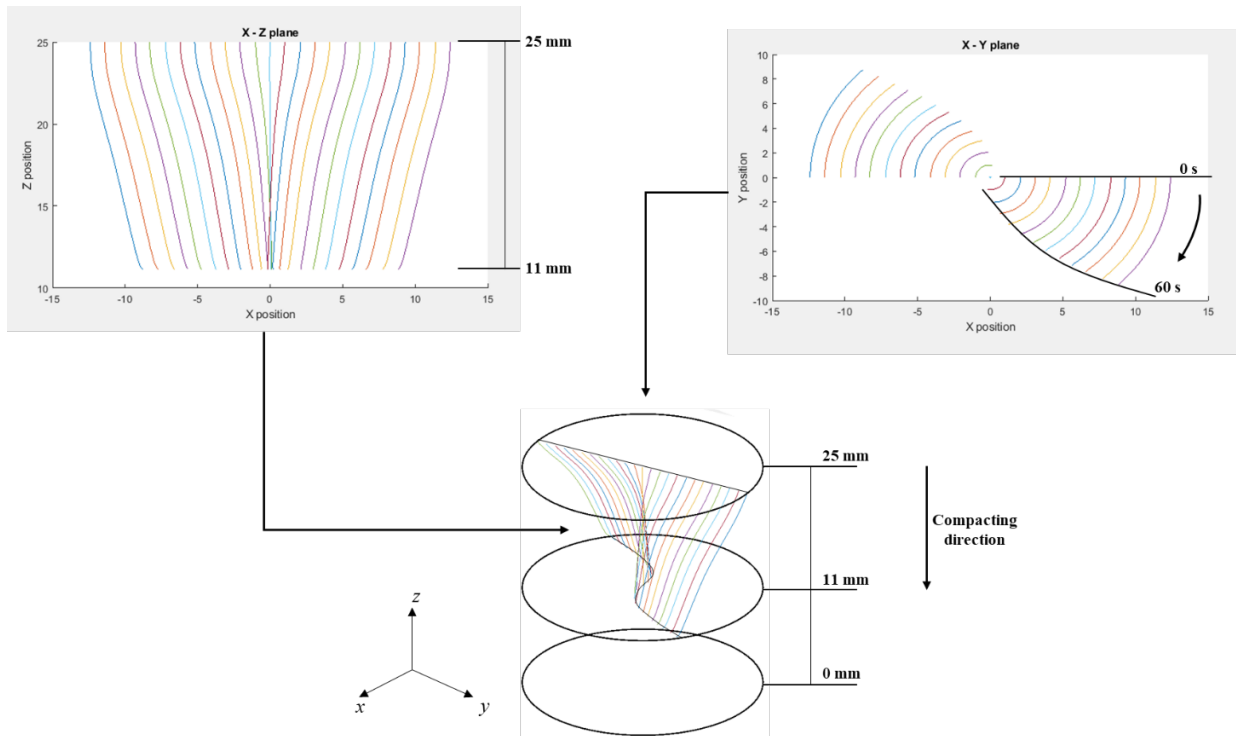 X - Z plane
25
20
15
10
Z position
-15
-10
-5
0
5
10
15
X position
25 mm
11 mm
X - Y plane
10
8
6
4
2
0
-2
-4
-6
-8
-10
Y position
-15
-10
-5
0
5
10
15
X position
0 s
60 s
25 mm
11 mm
0 mm
Compacting
direction
z
x
y